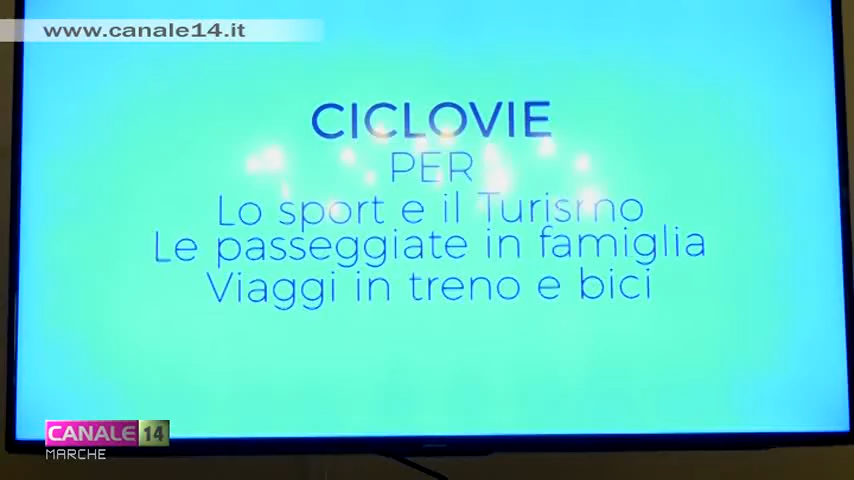 www.canale14.it
CICLOVIE
PER
Lo sport e il Turismo
Le passeggiate in famiglia
Viaggi in treno e bici
CANALE 14
MARCHE